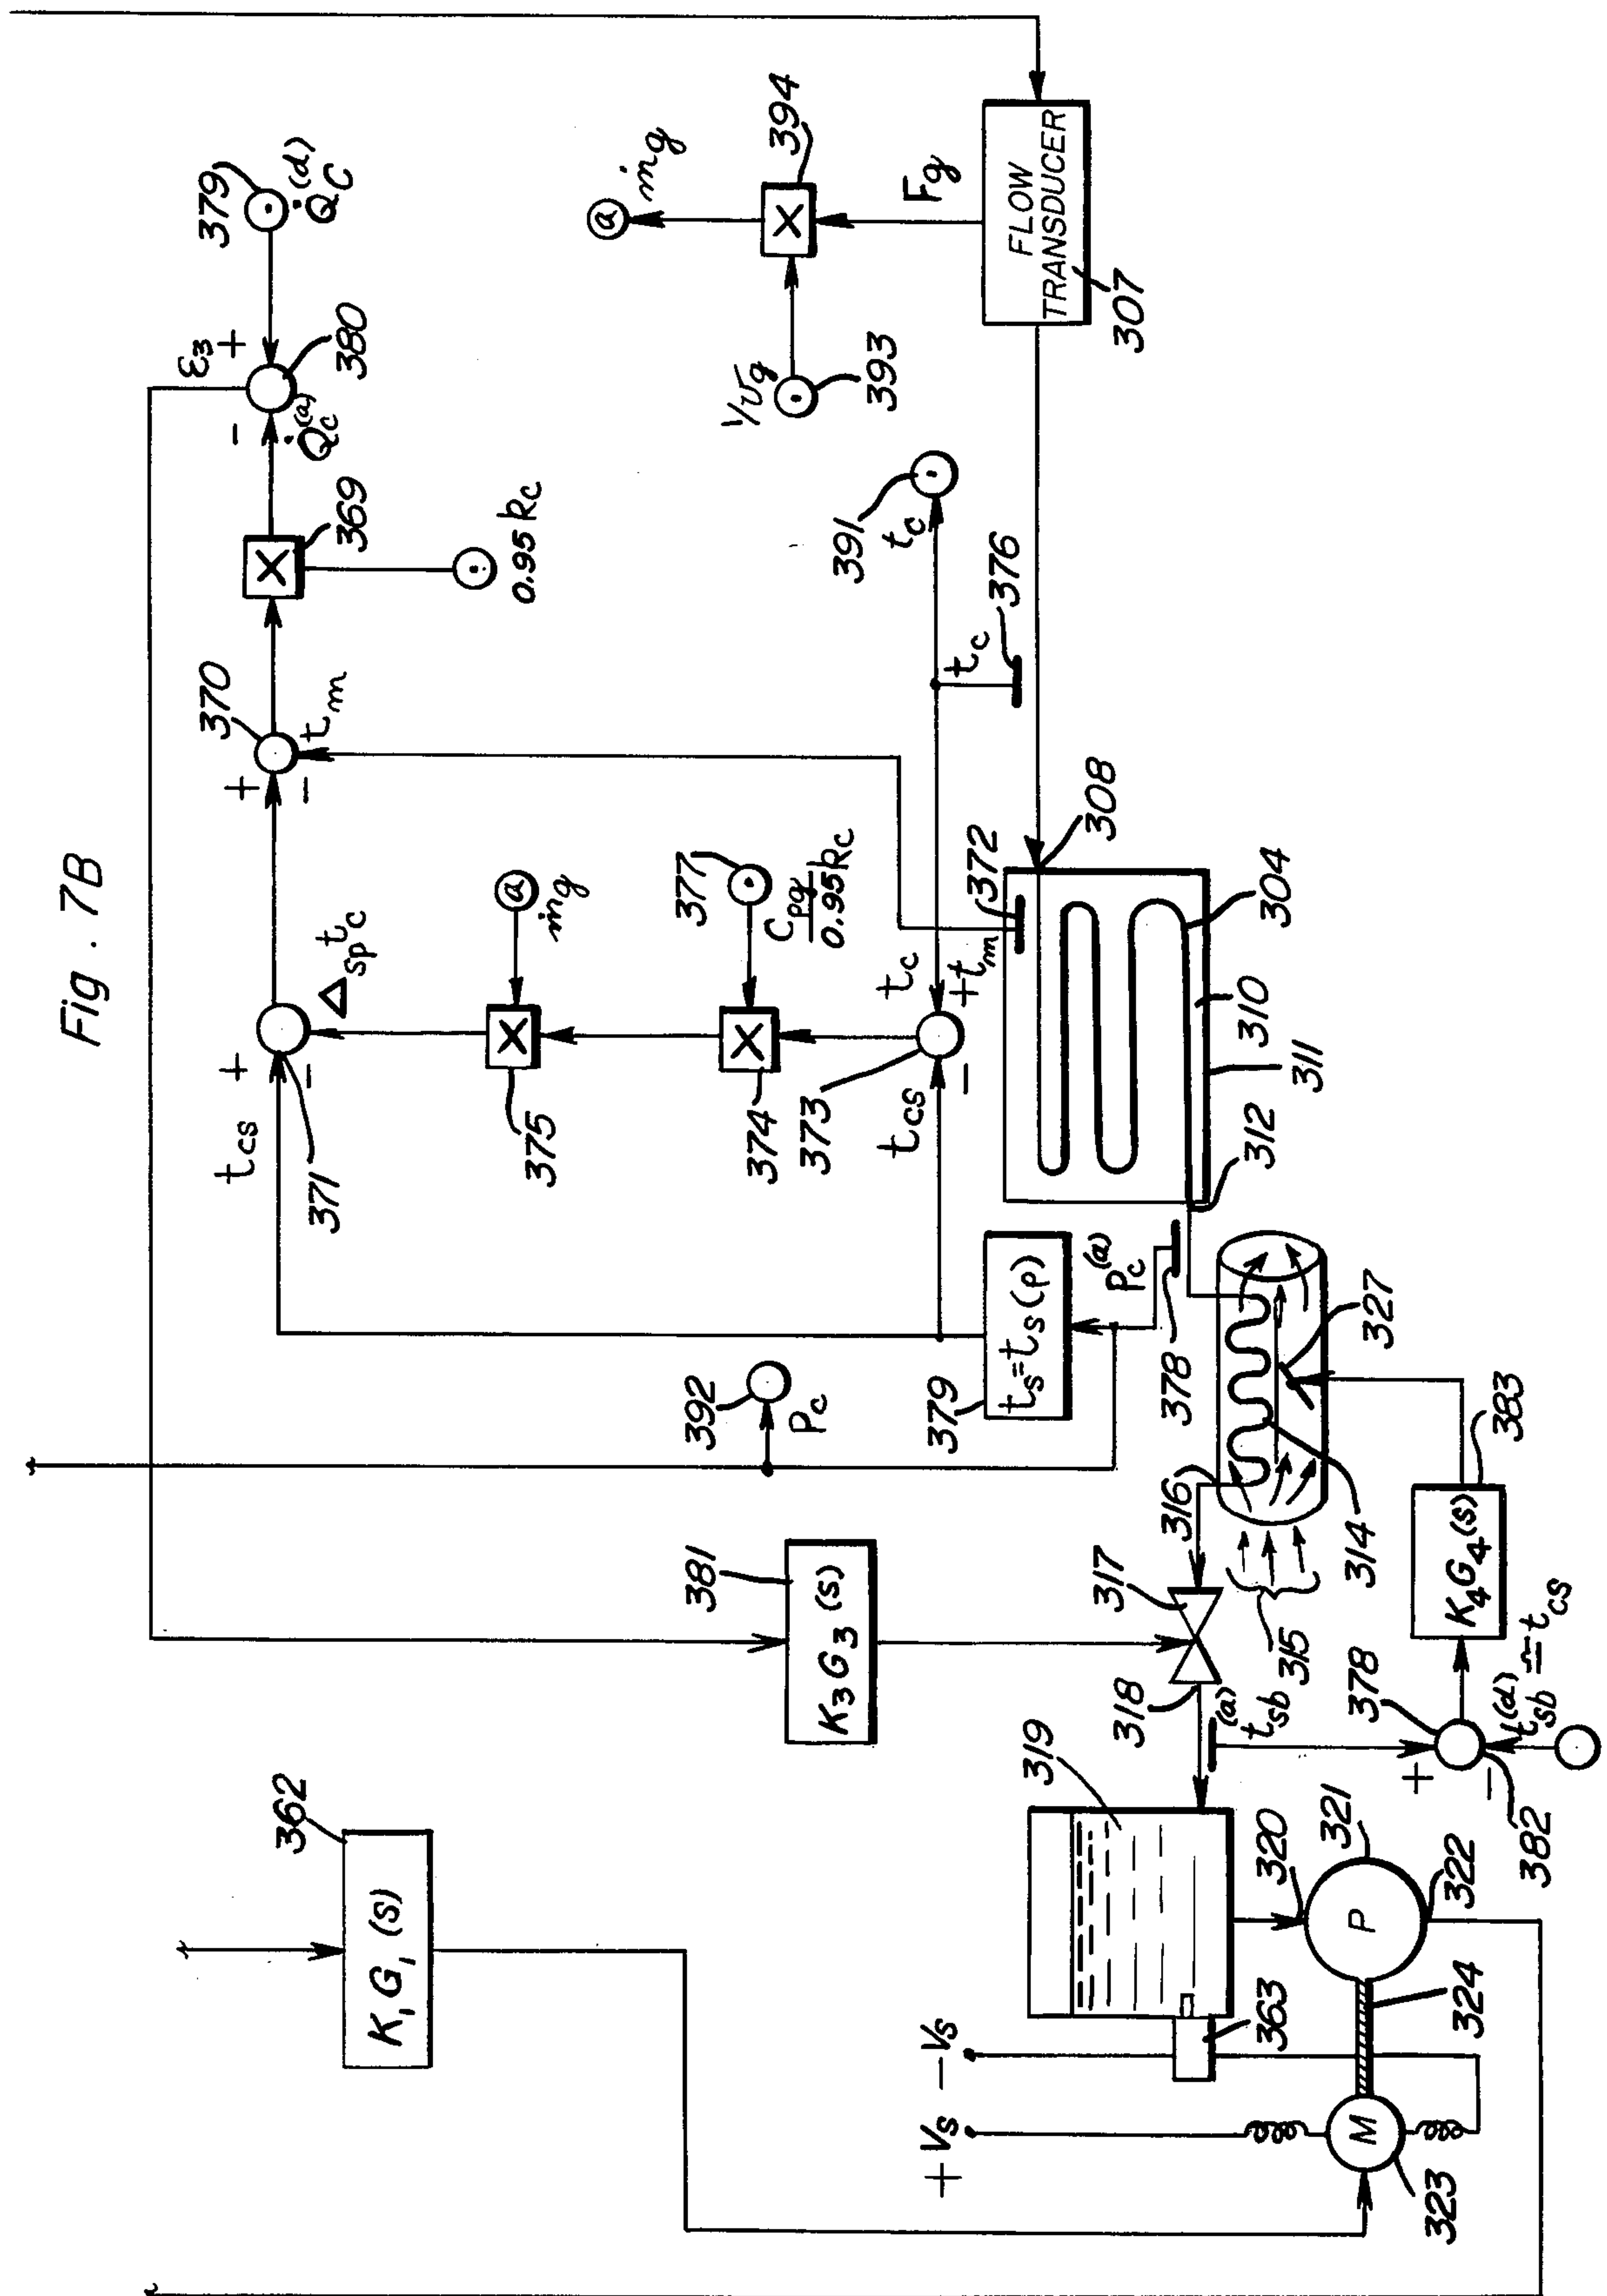 Fig. 7B
379
Q̇c(d)
ε3
+
380
-
Q̇c(a)
369
X
0.95 kc
370
tm
+
-
Δsp tc
tcs
+
-
371
a
ṁg
394
X
1/vg
393
Fg
FLOW
TRANSDUCER
307
391
tc
tc
376
a
ṁg
X
375
377
Cpg
0.95kc
X
374
373
tc
+
tcs
-
372
tm
308
304
310
311
312
392
Pc
379
ts=ts(p)
Pc(a)
378
327
316
314
315
383
K4G4(s)
381
K3G3(s)
317
318
tsb(a)
378
+
-
tsb(d)≃tcs
382
362
K1G1(s)
319
320
321
P
322
363
324
-Vs
+Vs
M
323